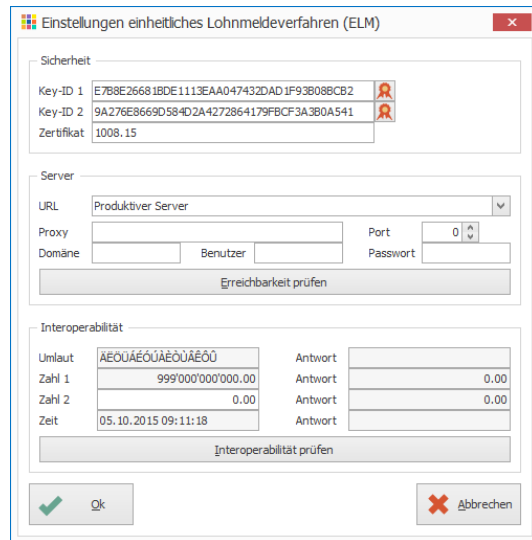 Einstellungen einheitliches Lohnmeldeverfahren (ELM)
Sicherheit
Key-ID 1 E7B8E26681BDE1113EAA047432DAD1F93B08BCB2
Key-ID 2 9A276E8669D584D2A4272864179FBCF3A3B0A541
Zertifikat 1008.15
Server
URL Produktiver Server
Proxy Port 0
Domäne Benutzer Passwort
Erreichbarkeit prüfen
Interoperabilität
Umlaut ÄËÖÜÁÉÓÚÀÈÒÙÂÊÔÛ Antwort
Zahl 1 999'000'000'000.00 Antwort 0.00
Zahl 2 0.00 Antwort 0.00
Zeit 05.10.2015 09:11:18 Antwort
Interoperabilität prüfen
Ok Abbrechen